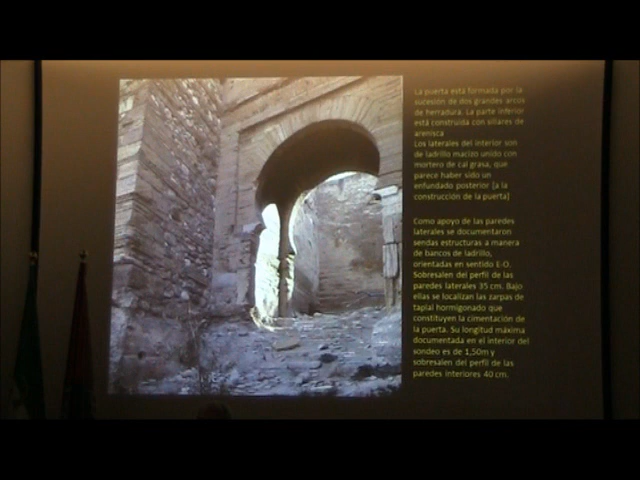 La puerta está formada por la
sucesión de dos grandes arcos
de herradura. La parte inferior
está construida con sillares de
arenisca
Los laterales del interior son
de ladrillo macizo unido con
mortero de cal grasa, que
parece haber sido un
enfundado posterior (a la
construcción de la puerta)
Como apoyo de las paredes
laterales se documentaron
sendas estructuras a manera
de bancos de ladrillo,
orientadas en sentido E-O.
Sobresalen del perfil de las
paredes laterales 35 cms. Bajo
ellas se localizan las zarpas de
tapial hormigonado que
constituyen la cimentación de
la puerta. Su longitud máxima
documentada en el interior del
sondeo es de 1,50m y
sobresalen del perfil de las
paredes interiores 40 cm.